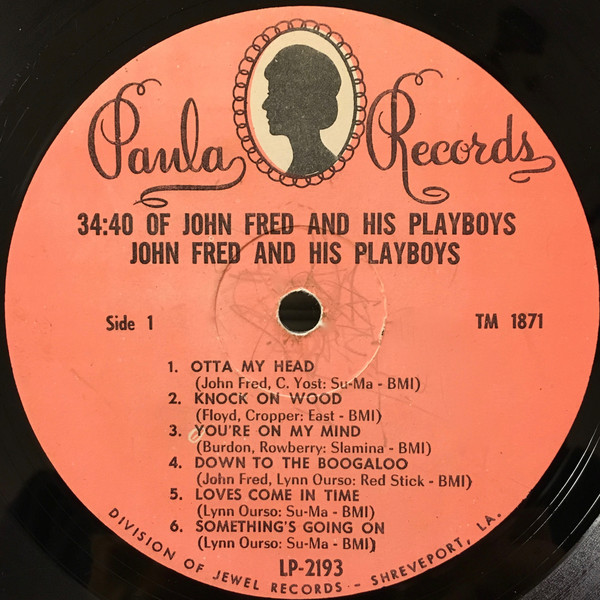 Paula Records
34:40 OF JOHN FRED AND HIS PLAYBOYS
JOHN FRED AND HIS PLAYBOYS
Side 1
TM 1871
1. OTTA MY HEAD
(John Fred, C. Yost: Su-Ma - BMI)
2. KNOCK ON WOOD
(Floyd, Cropper: East - BMI)
3. YOU'RE ON MY MIND
(Burdon, Rowberry: Slamina - BMI)
4. DOWN TO THE BOOGALOO
(John Fred, Lynn Ourso: Red Stick - BMI)
5. LOVES COME IN TIME
(Lynn Ourso: Su-Ma - BMI)
6. SOMETHING'S GOING ON
(Lynn Ourso: Su-Ma - BMI)
LP-2193
DIVISION OF JEWEL RECORDS - SHREVEPORT, LA.